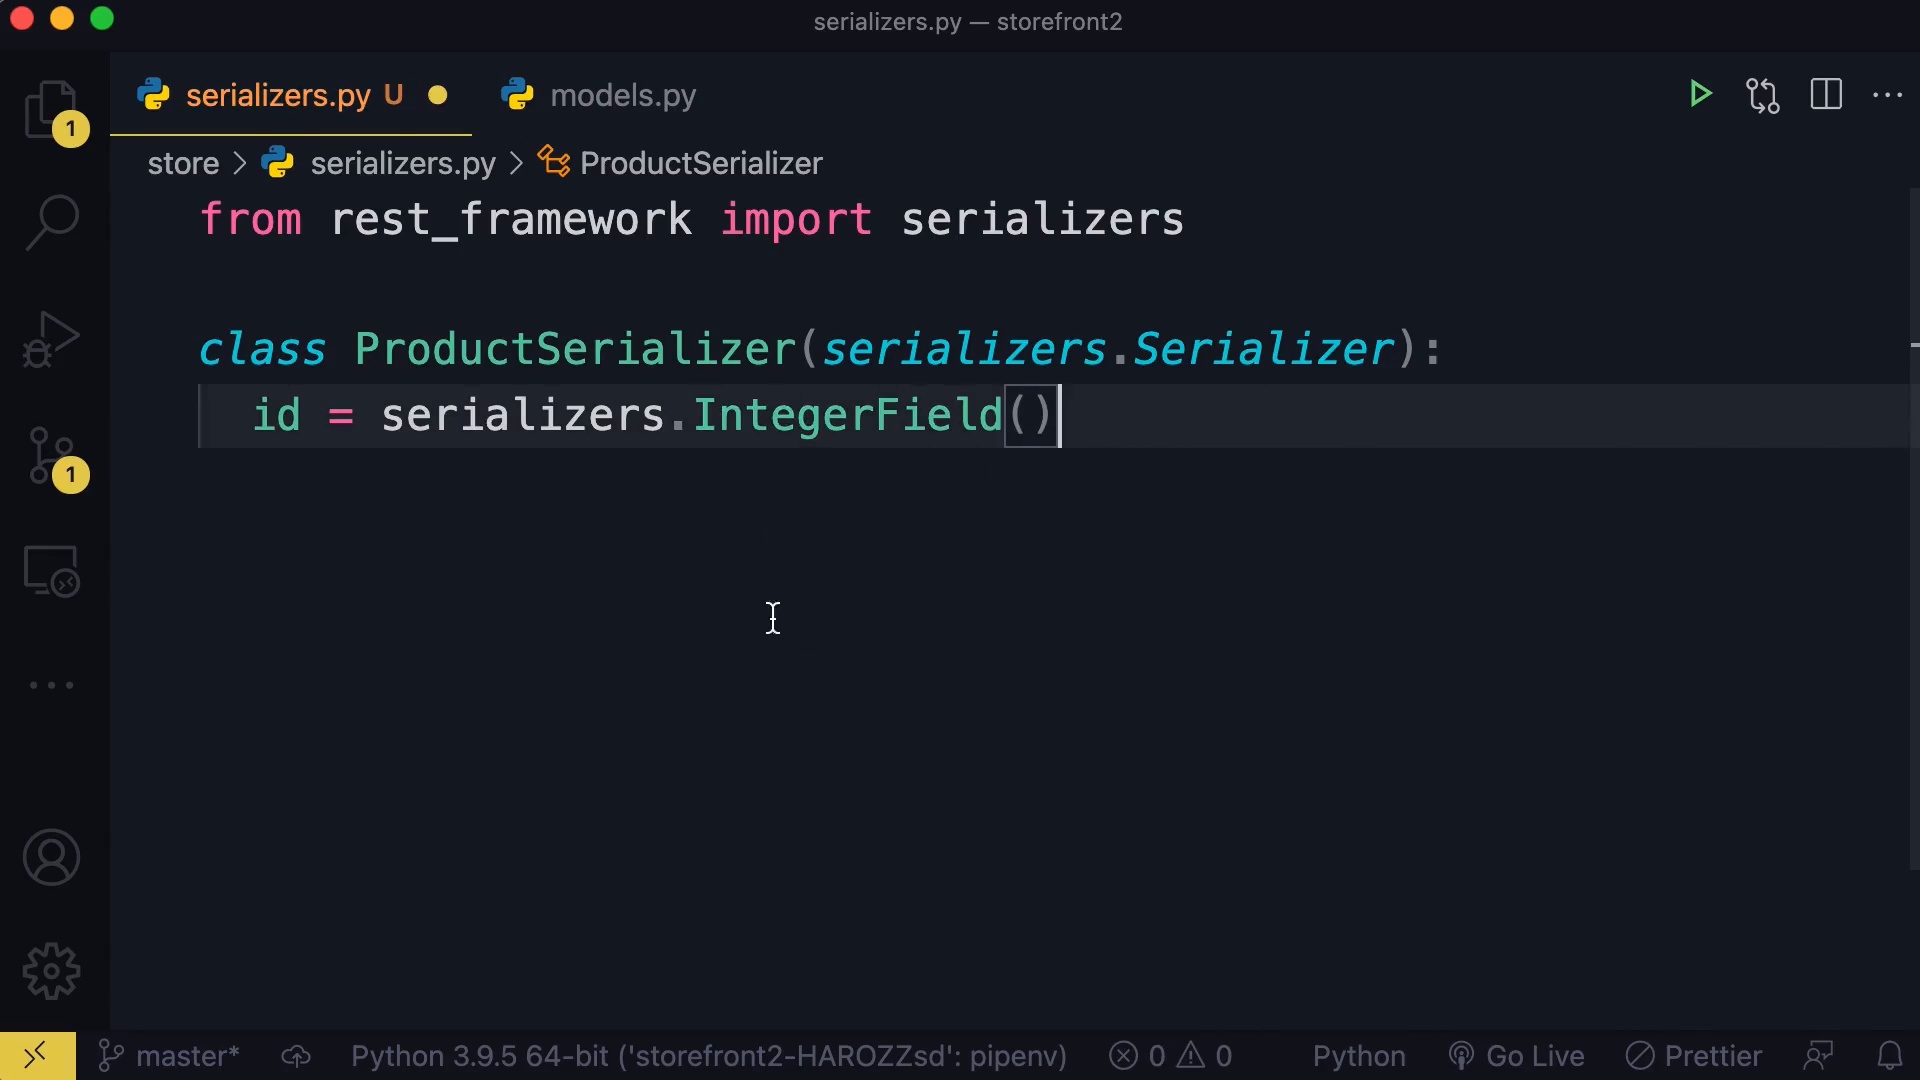 serializers.py — storefront2
serializers.py U
models.py
store > serializers.py > ProductSerializer
from rest_framework import serializers
class ProductSerializer(serializers.Serializer):
id = serializers.IntegerField()
1
1
master*
Python 3.9.5 64-bit ('storefront2-HAROZZsd': pipenv)
0
0
Python
Go Live
Prettier